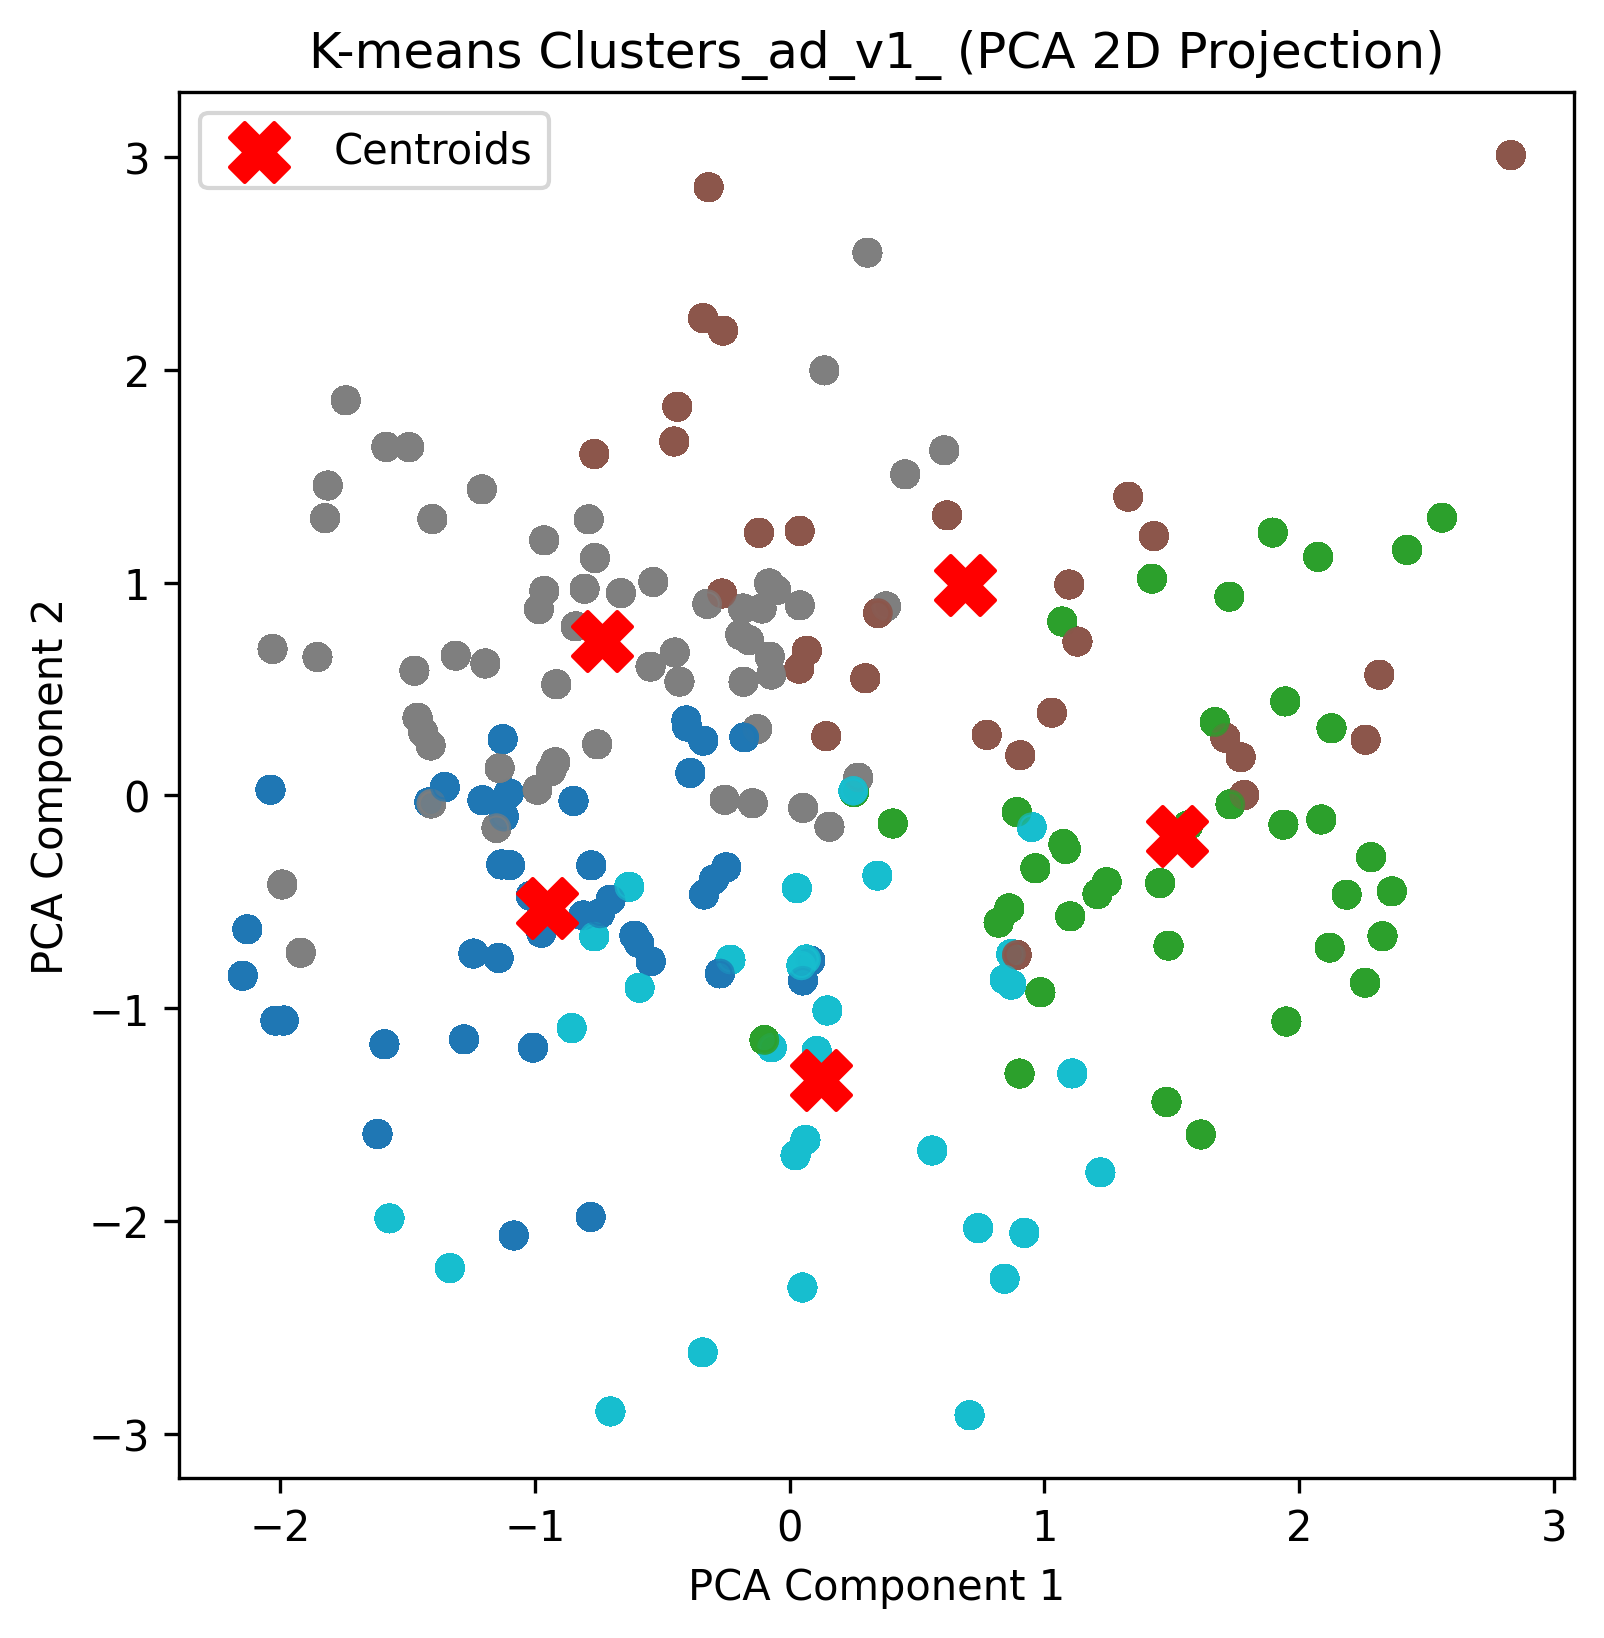 K-means Clusters_ad_v1_ (PCA 2D Projection)
Centroids
3
2
1
0
−1
−2
−3
PCA Component 2
−2 −1 0 1 2 3
PCA Component 1